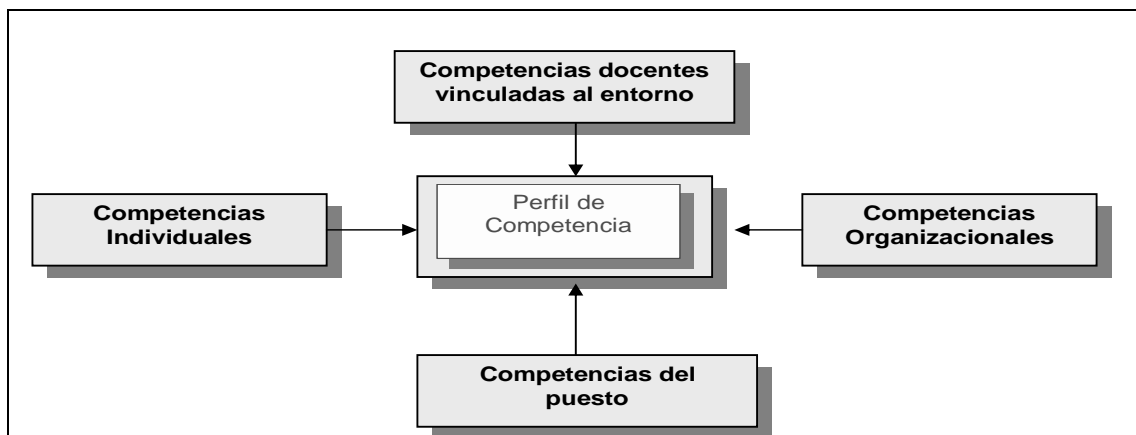 Competencias docentes
vinculadas al entorno
Competencias
Individuales
Perfil de
Competencia
Competencias
Organizacionales
Competencias del
puesto